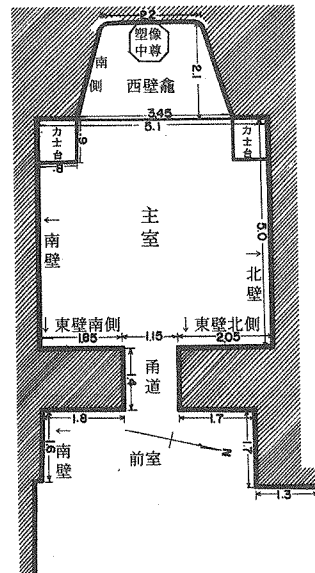 2.2
塑像
中尊
南側
西壁龕
2.1
3.45
5.1
力士台
力士台
.9
.8
主室
5.0
← 南壁
→ 北壁
↓ 東壁南側
↓ 東壁北側
1.85
1.15
2.05
甬道
1.4
1.8
1.7
← 南壁
1.6
前室
N
1.7
1.3